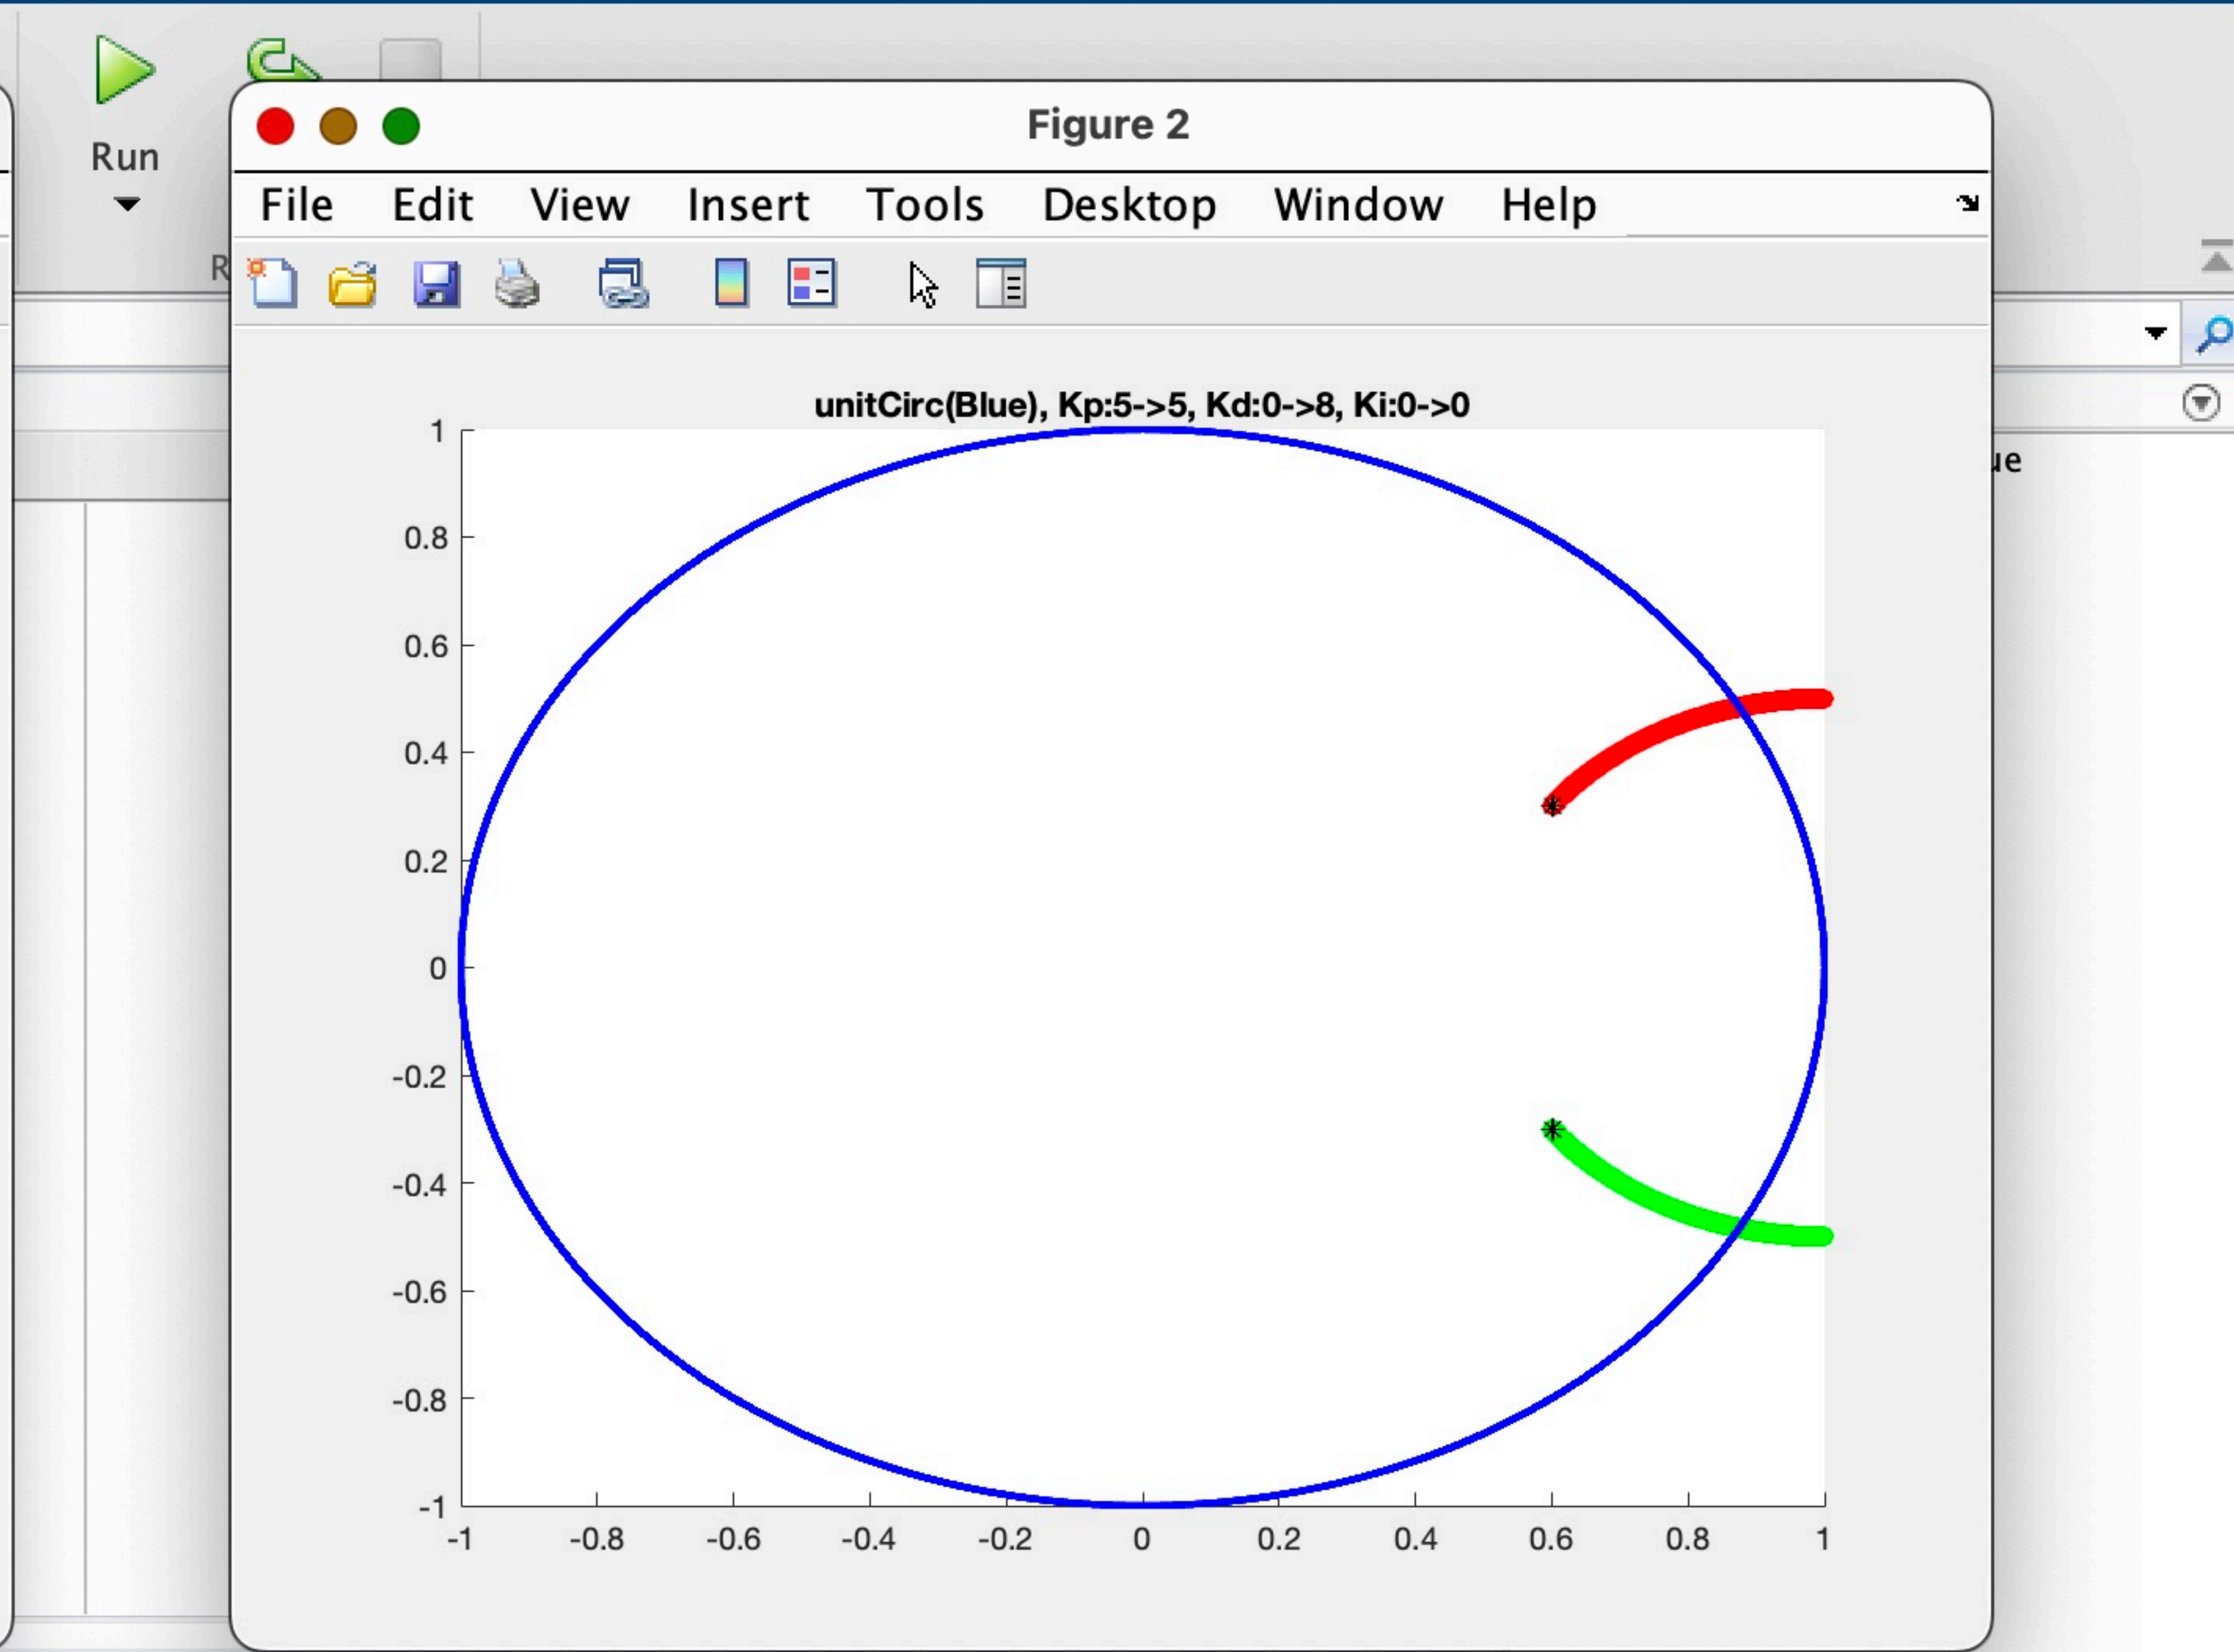 Run
R
Figure 2
File Edit View Insert Tools Desktop Window Help
unitCirc(Blue), Kp:5->5, Kd:0->8, Ki:0->0
1
0.8
0.6
0.4
0.2
0
-0.2
-0.4
-0.6
-0.8
-1
-1 -0.8 -0.6 -0.4 -0.2 0 0.2 0.4 0.6 0.8 1